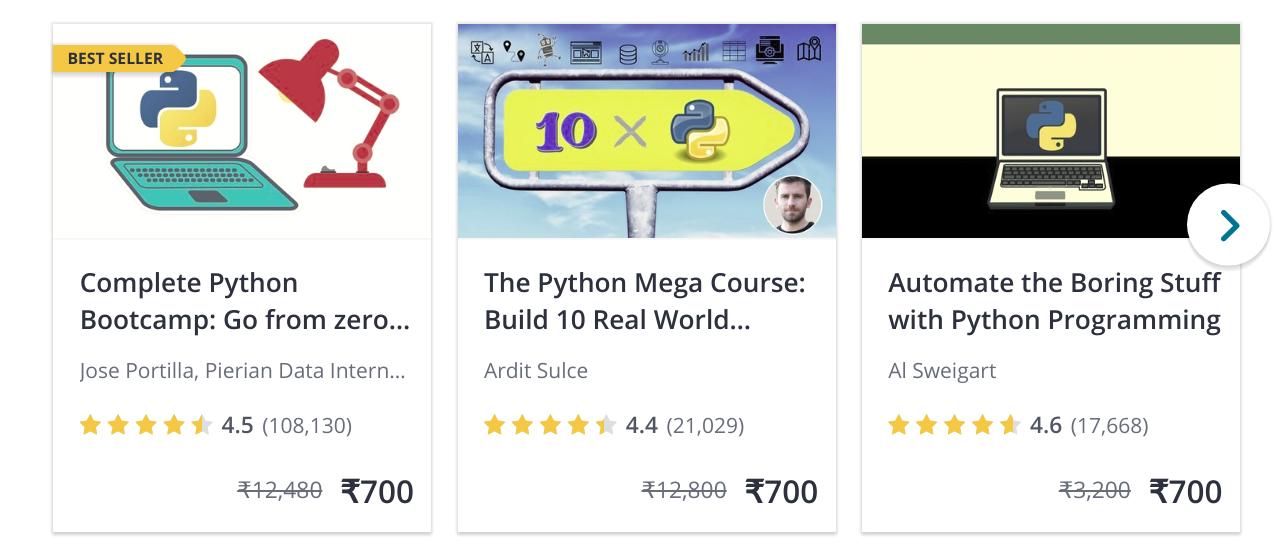 BEST SELLER
10 X
Complete Python
Bootcamp: Go from zero...
Jose Portilla, Pierian Data Intern...
4.5 (108,130)
₹12,480 ₹700
The Python Mega Course:
Build 10 Real World...
Ardit Sulce
4.4 (21,029)
₹12,800 ₹700
Automate the Boring Stuff
with Python Programming
Al Sweigart
4.6 (17,668)
₹3,200 ₹700